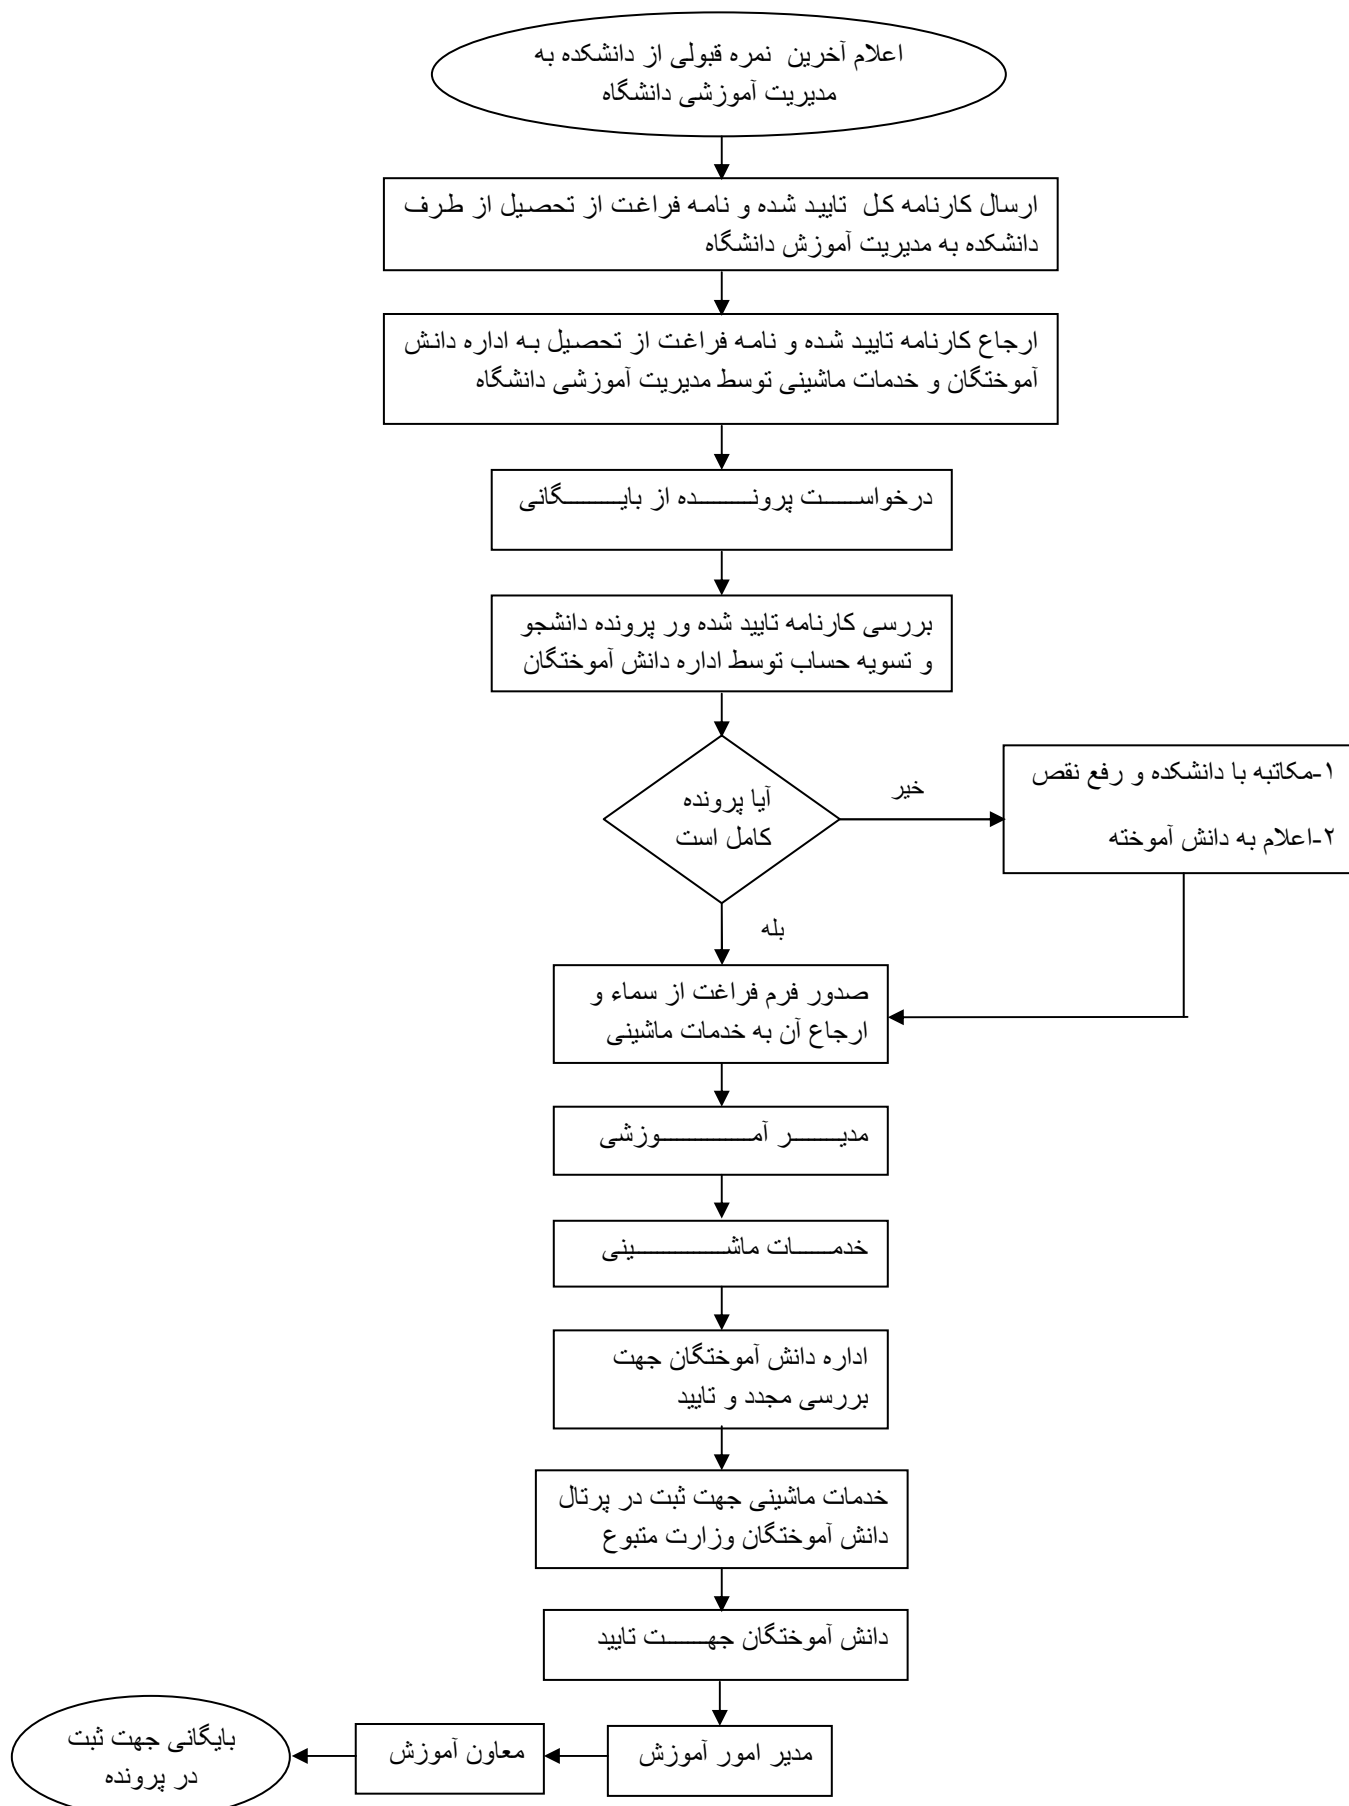 اعلام آخرین نمره قبولی از دانشکده به
مدیریت آموزشی دانشگاه
ارسال کارنامه کل تایید شده و نامه فراغت از تحصیل از طرف
دانشکده به مدیریت آموزش دانشگاه
ارجاع کارنامه تایید شده و نامه فراغت از تحصیل به اداره دانش
آموختگان و خدمات ماشینی توسط مدیریت آموزشی دانشگاه
درخواست پرونده از بایگانی
بررسی کارنامه تایید شده ور پرونده دانشجو
و تسویه حساب توسط اداره دانش آموختگان
آیا پرونده
کامل است
خیر
۱-مکاتبه با دانشکده و رفع نقص
۲-اعلام به دانش آموخته
بله
صدور فرم فراغت از سماء و
ارجاع آن به خدمات ماشینی
مدیر آموزشی
خدمات ماشینی
اداره دانش آموختگان جهت
بررسی مجدد و تایید
خدمات ماشینی جهت ثبت در پرتال
دانش آموختگان وزارت متبوع
دانش آموختگان جهت تایید
مدیر امور آموزش
معاون آموزش
بایگانی جهت ثبت
در پرونده